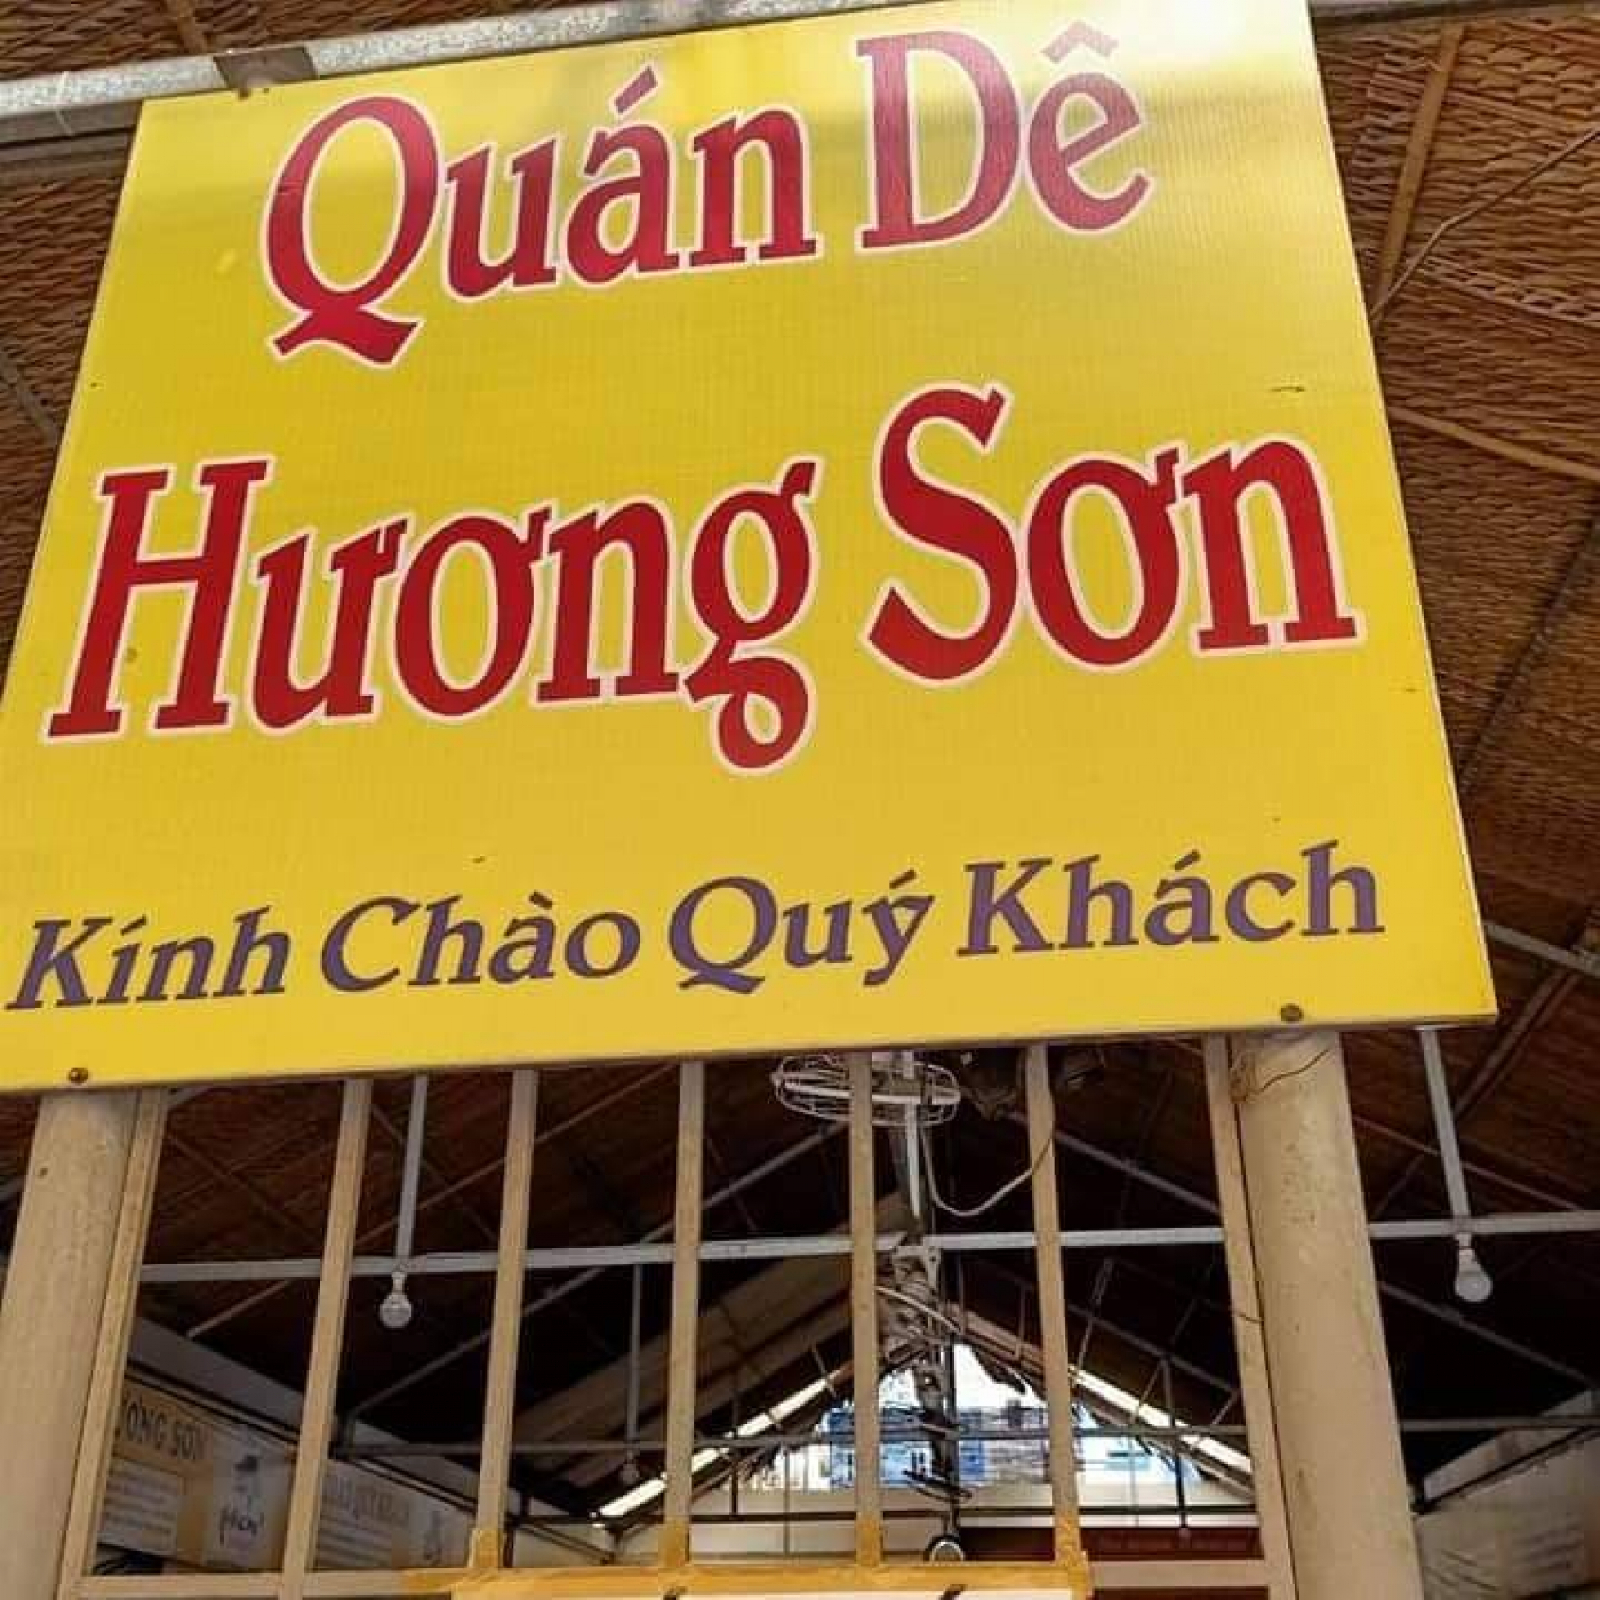 Quán Dê
Hương Sơn
Kính Chào Quý Khách